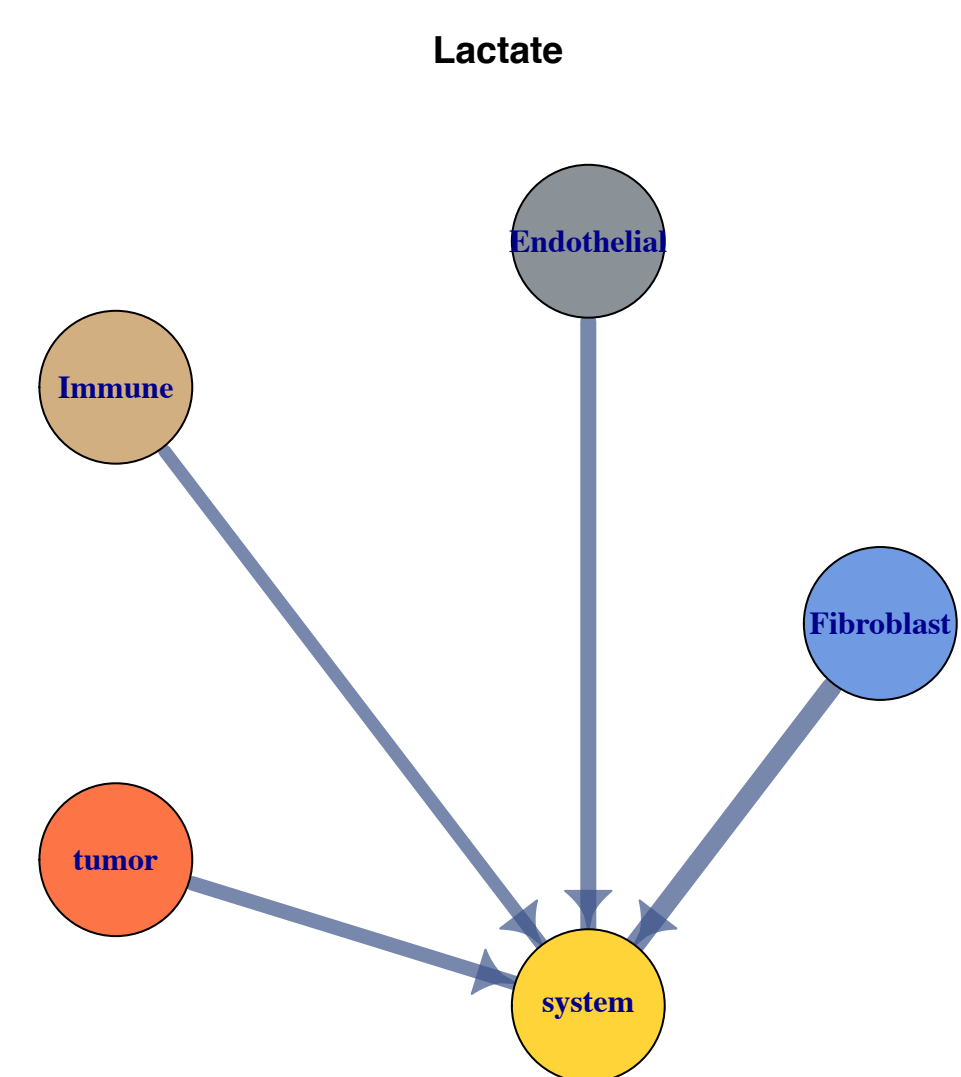 Lactate
Endothelial
Immune
Fibroblast
tumor
system